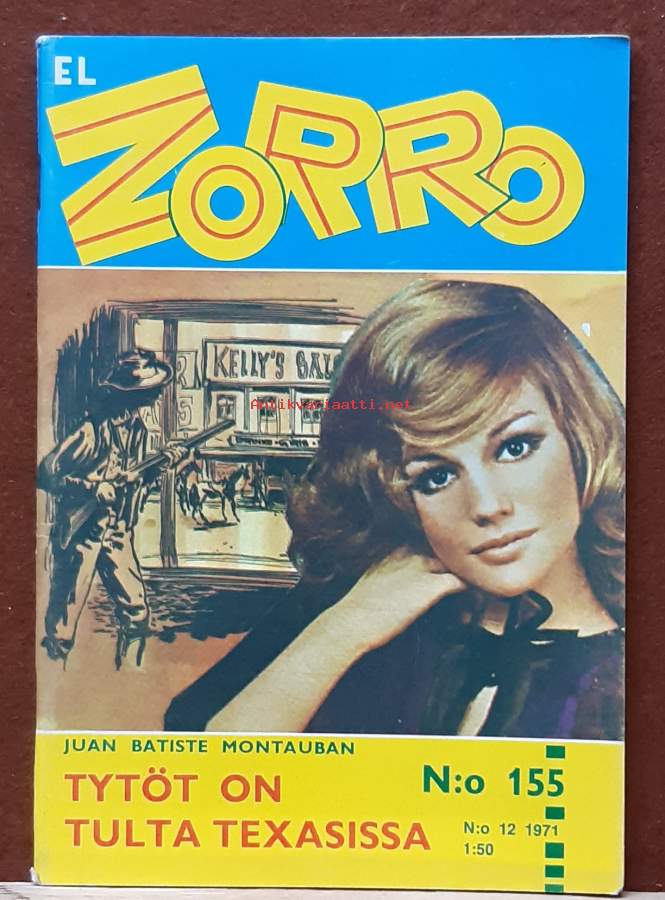 EL
ZORRO
KELLY'S SAL
Antikvariaatti.net
JUAN BATISTE MONTAUBAN
TYTÖT ON
TULTA TEXASISSA
N:o 155
N:o 12 1971
1:50